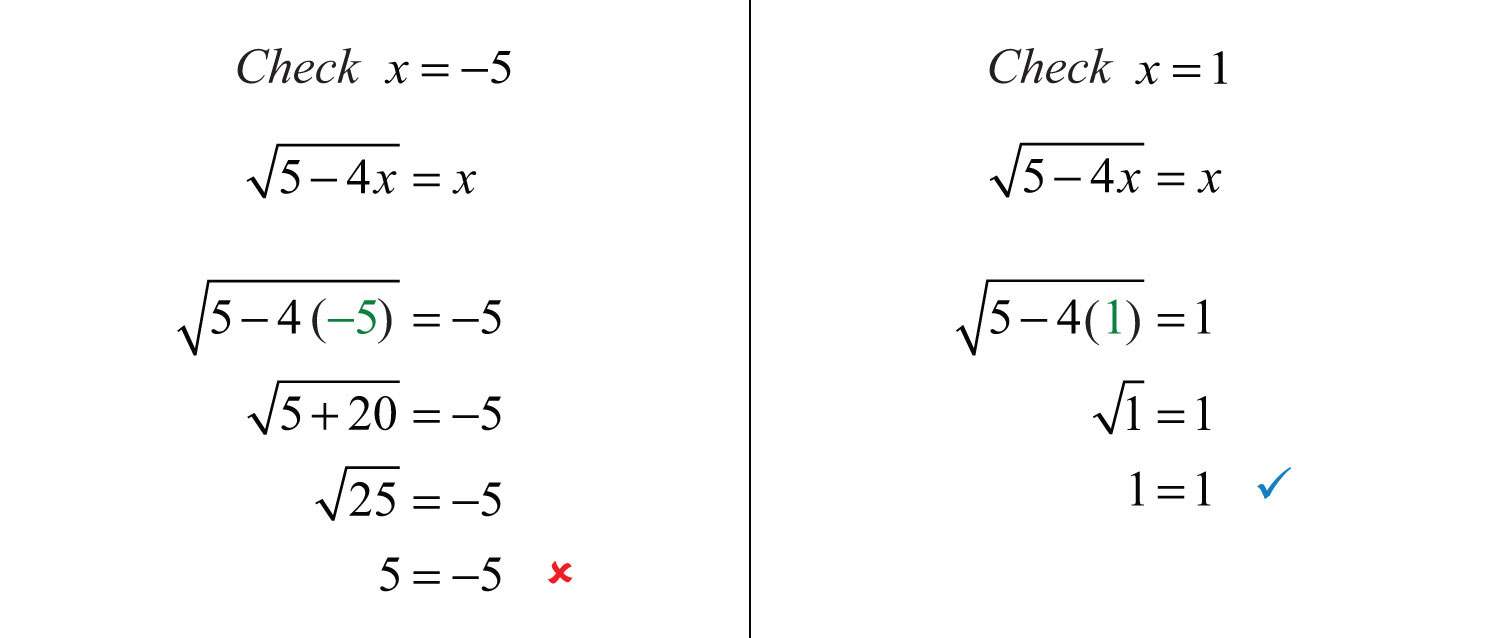 Check x = −5
√(5 − 4x) = x
√(5 − 4(−5)) = −5
√(5 + 20) = −5
√25 = −5
5 = −5 ✘
Check x = 1
√(5 − 4x) = x
√(5 − 4(1)) = 1
√1 = 1
1 = 1 ✓